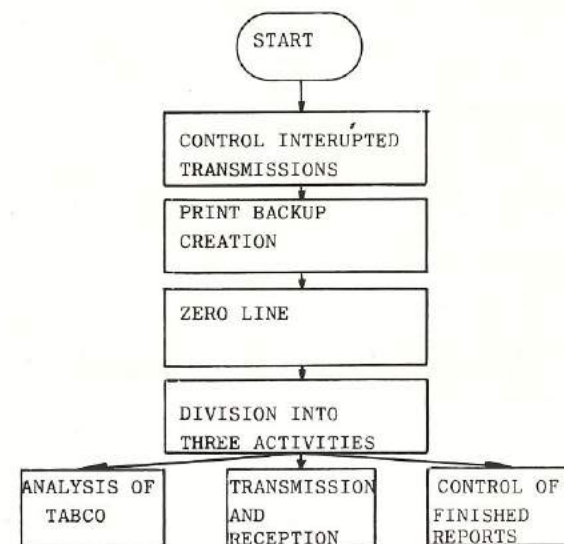 START
CONTROL INTERUPTED
TRANSMISSIONS
PRINT BACKUP
CREATION
ZERO LINE
DIVISION INTO
THREE ACTIVITIES
ANALYSIS OF
TABCO
TRANSMISSION
AND
RECEPTION
CONTROL OF
FINISHED
REPORTS